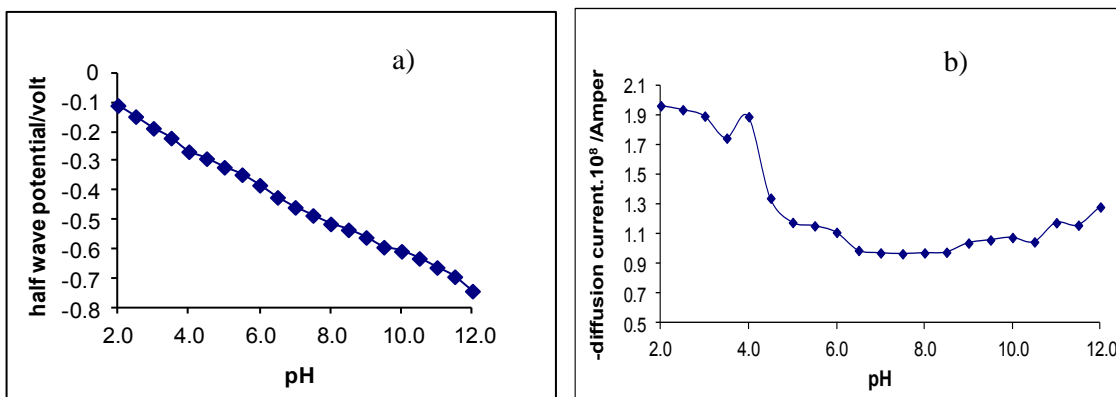 a)
half wave potential/volt
0
-0.1
-0.2
-0.3
-0.4
-0.5
-0.6
-0.7
-0.8
2.0 4.0 6.0 8.0 10.0 12.0
pH
b)
-diffusion current.10⁸ /Amper
2.1
1.9
1.7
1.5
1.3
1.1
0.9
0.7
0.5
2.0 4.0 6.0 8.0 10.0 12.0
pH